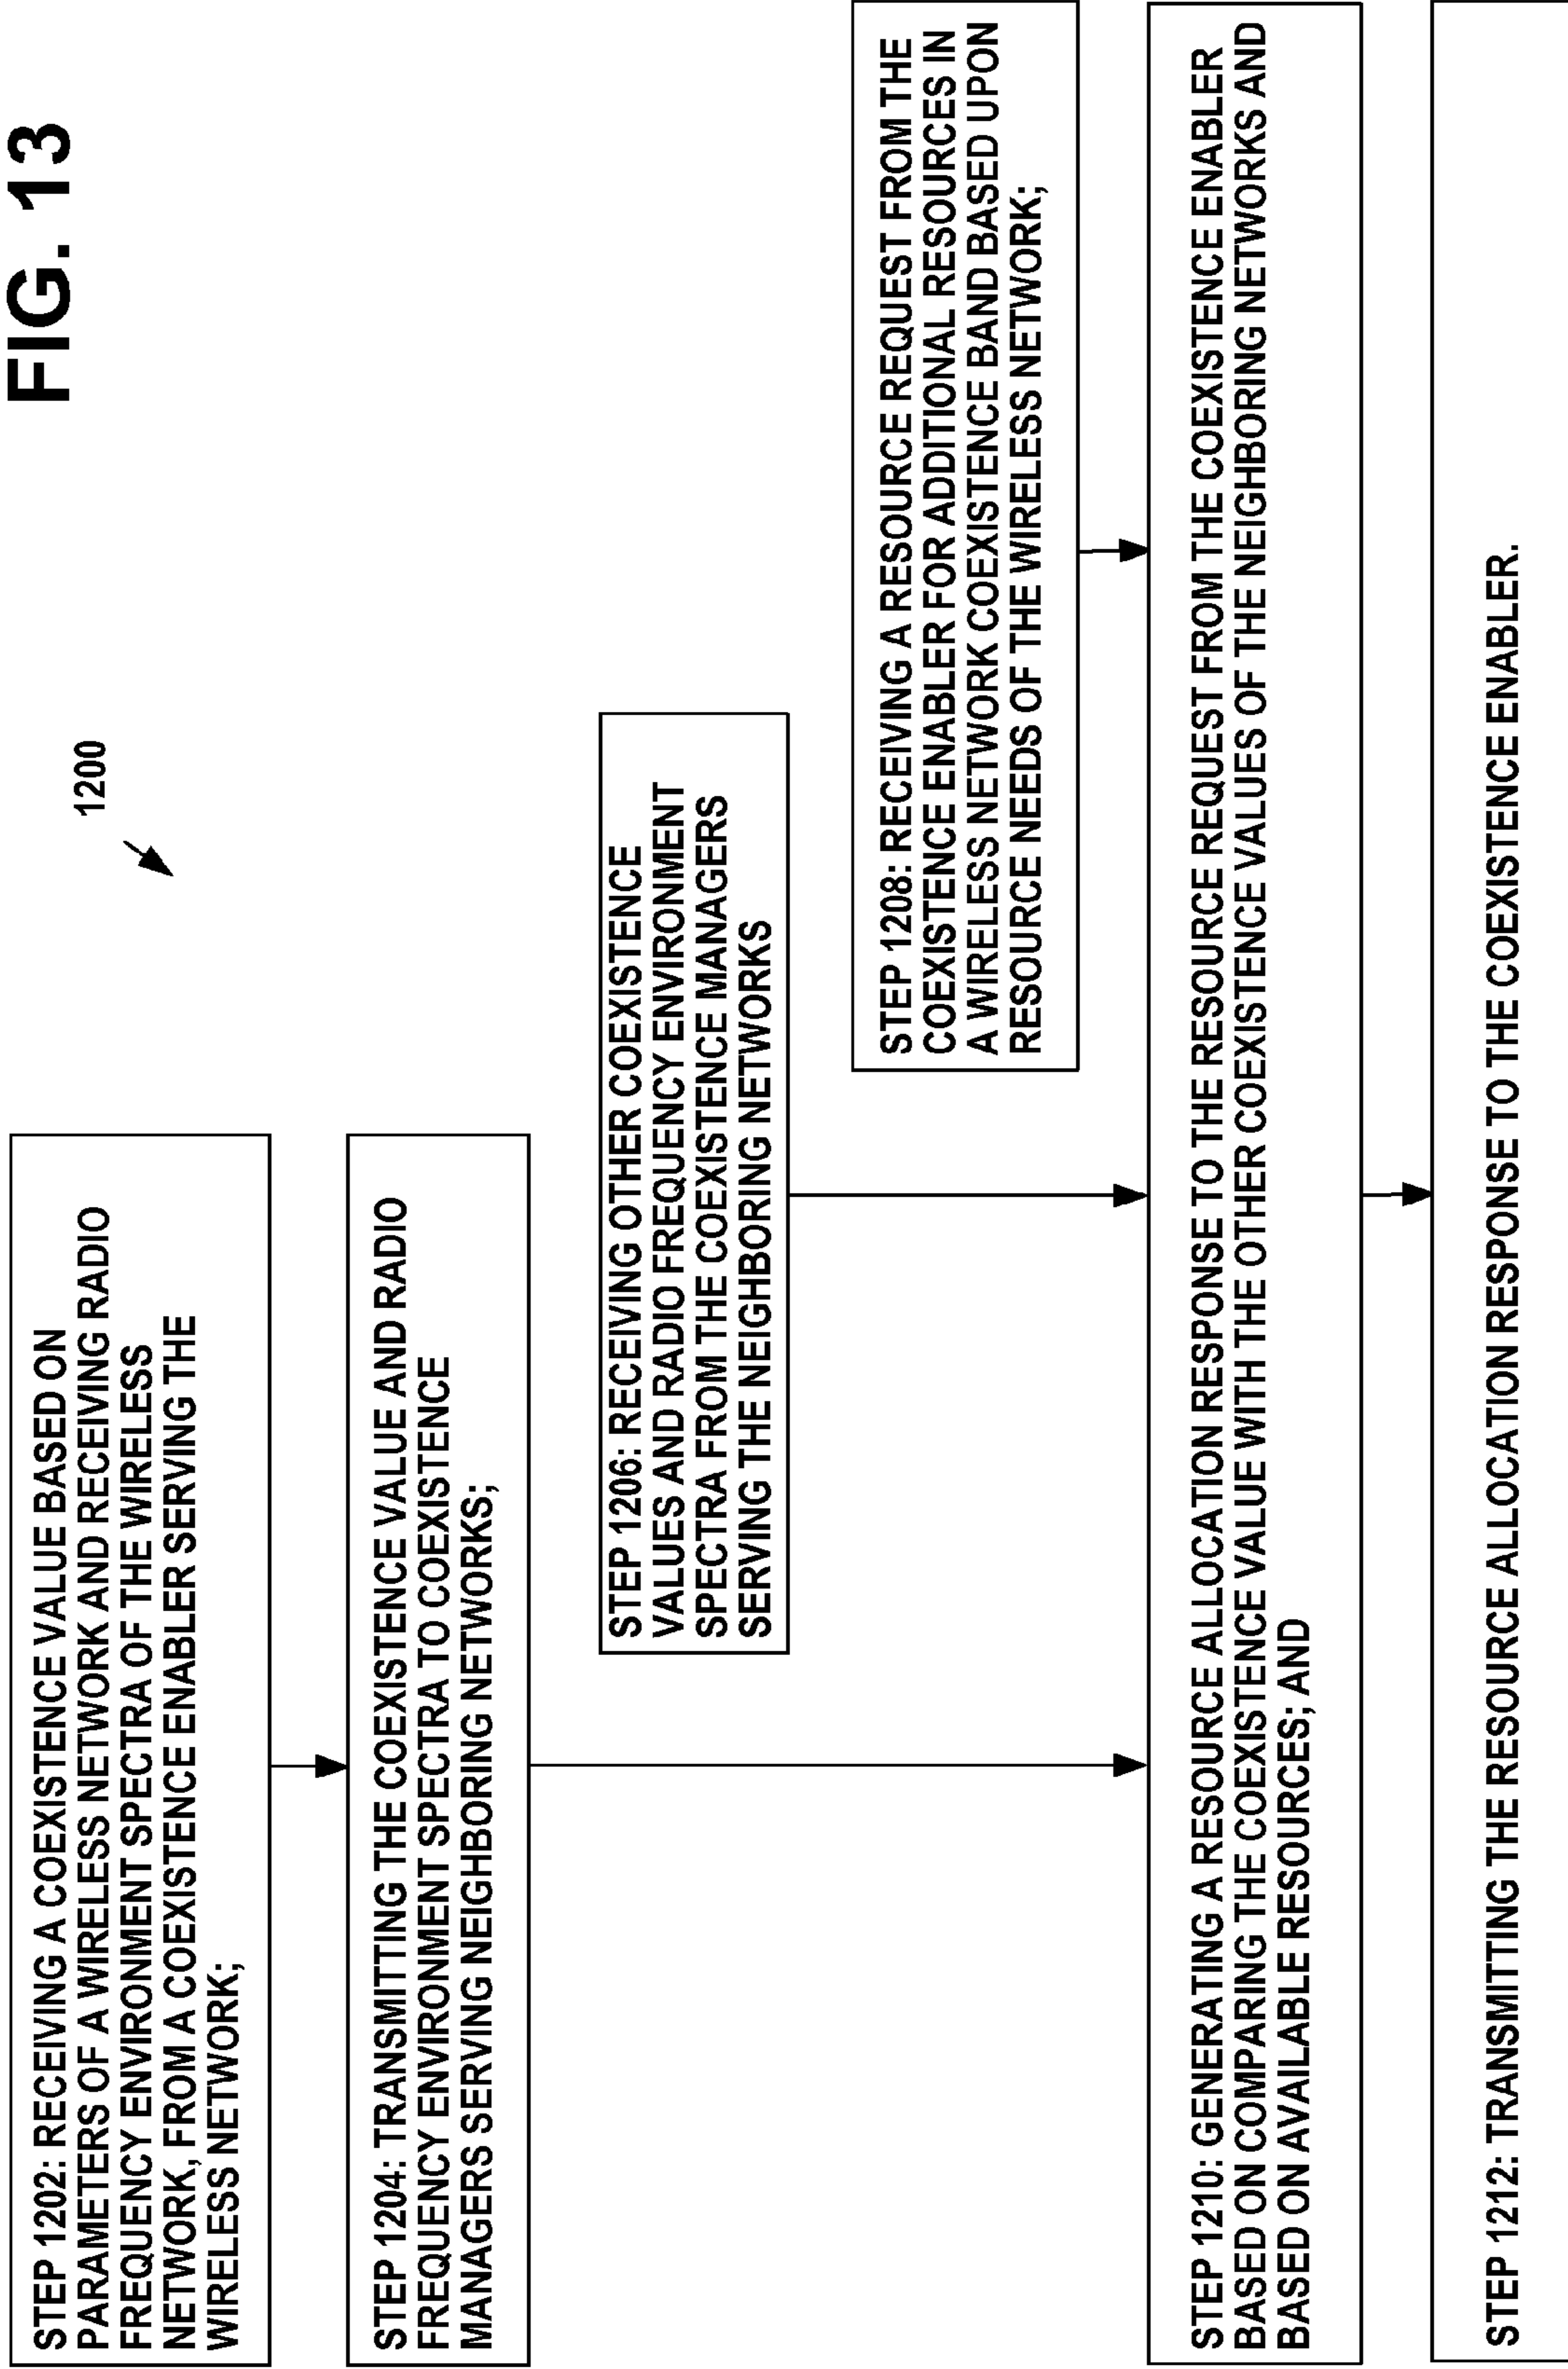 FIG. 13
1200
STEP 1202: RECEIVING A COEXISTENCE VALUE BASED ON
PARAMETERS OF A WIRELESS NETWORK AND RECEIVING RADIO
FREQUENCY ENVIRONMENT SPECTRA OF THE WIRELESS
NETWORK, FROM A COEXISTENCE ENABLER SERVING THE
WIRELESS NETWORK;
STEP 1204: TRANSMITTING THE COEXISTENCE VALUE AND RADIO
FREQUENCY ENVIRONMENT SPECTRA TO COEXISTENCE
MANAGERS SERVING NEIGHBORING NETWORKS;
STEP 1206: RECEIVING OTHER COEXISTENCE
VALUES AND RADIO FREQUENCY ENVIRONMENT
SPECTRA FROM THE COEXISTENCE MANAGERS
SERVING THE NEIGHBORING NETWORKS
STEP 1208: RECEIVING A RESOURCE REQUEST FROM THE
COEXISTENCE ENABLER FOR ADDITIONAL RESOURCES IN
A WIRELESS NETWORK COEXISTENCE BAND BASED UPON
RESOURCE NEEDS OF THE WIRELESS NETWORK;
STEP 1210: GENERATING A RESOURCE ALLOCATION RESPONSE TO THE RESOURCE REQUEST FROM THE COEXISTENCE ENABLER
BASED ON COMPARING THE COEXISTENCE VALUE WITH THE OTHER COEXISTENCE VALUES OF THE NEIGHBORING NETWORKS AND
BASED ON AVAILABLE RESOURCES; AND
STEP 1212: TRANSMITTING THE RESOURCE ALLOCATION RESPONSE TO THE COEXISTENCE ENABLER.